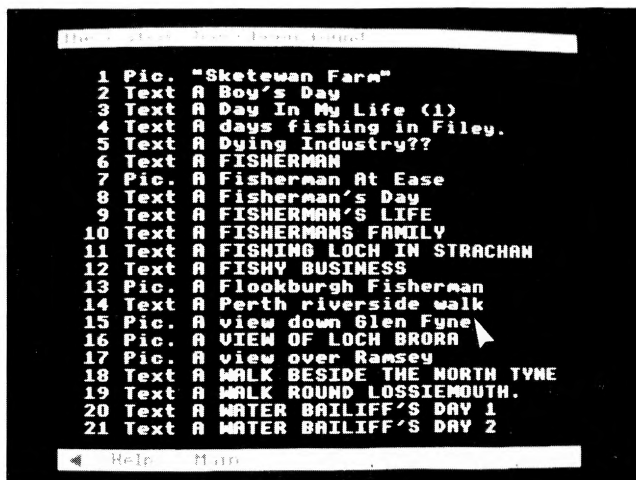 1 Pic. "Sketewan Farm"
2 Text A Boy's Day
3 Text A Day In My Life (1)
4 Text A days fishing in Filey.
5 Text A Dying Industry??
6 Text A FISHERMAN
7 Pic. A Fisherman At Ease
8 Text A Fisherman's Day
9 Text A FISHERMAN'S LIFE
10 Text A FISHERMANS FAMILY
11 Text A FISHING LOCH IN STRACHAN
12 Text A FISHY BUSINESS
13 Pic. A Flookburgh Fisherman
14 Text A Perth riverside walk
15 Pic. A view down Glen Fyne
16 Pic. A VIEW OF LOCH BRORA
17 Pic. A view over Ramsey
18 Text A WALK BESIDE THE NORTH TYNE
19 Text A WALK ROUND LOSSIEMOUTH.
20 Text A WATER BAILIFF'S DAY 1
21 Text A WATER BAILIFF'S DAY 2
Help Main